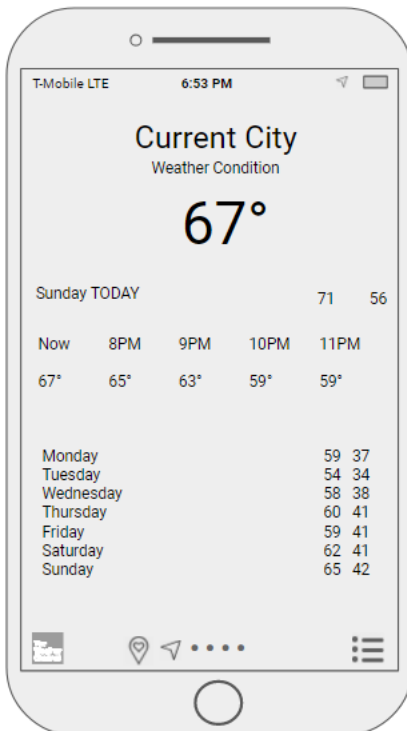 T-Mobile LTE 6:53 PM
Current City
Weather Condition
67°
Sunday TODAY 71 56
Now 8PM 9PM 10PM 11PM
67° 65° 63° 59° 59°
Monday 59 37
Tuesday 54 34
Wednesday 58 38
Thursday 60 41
Friday 59 41
Saturday 62 41
Sunday 65 42